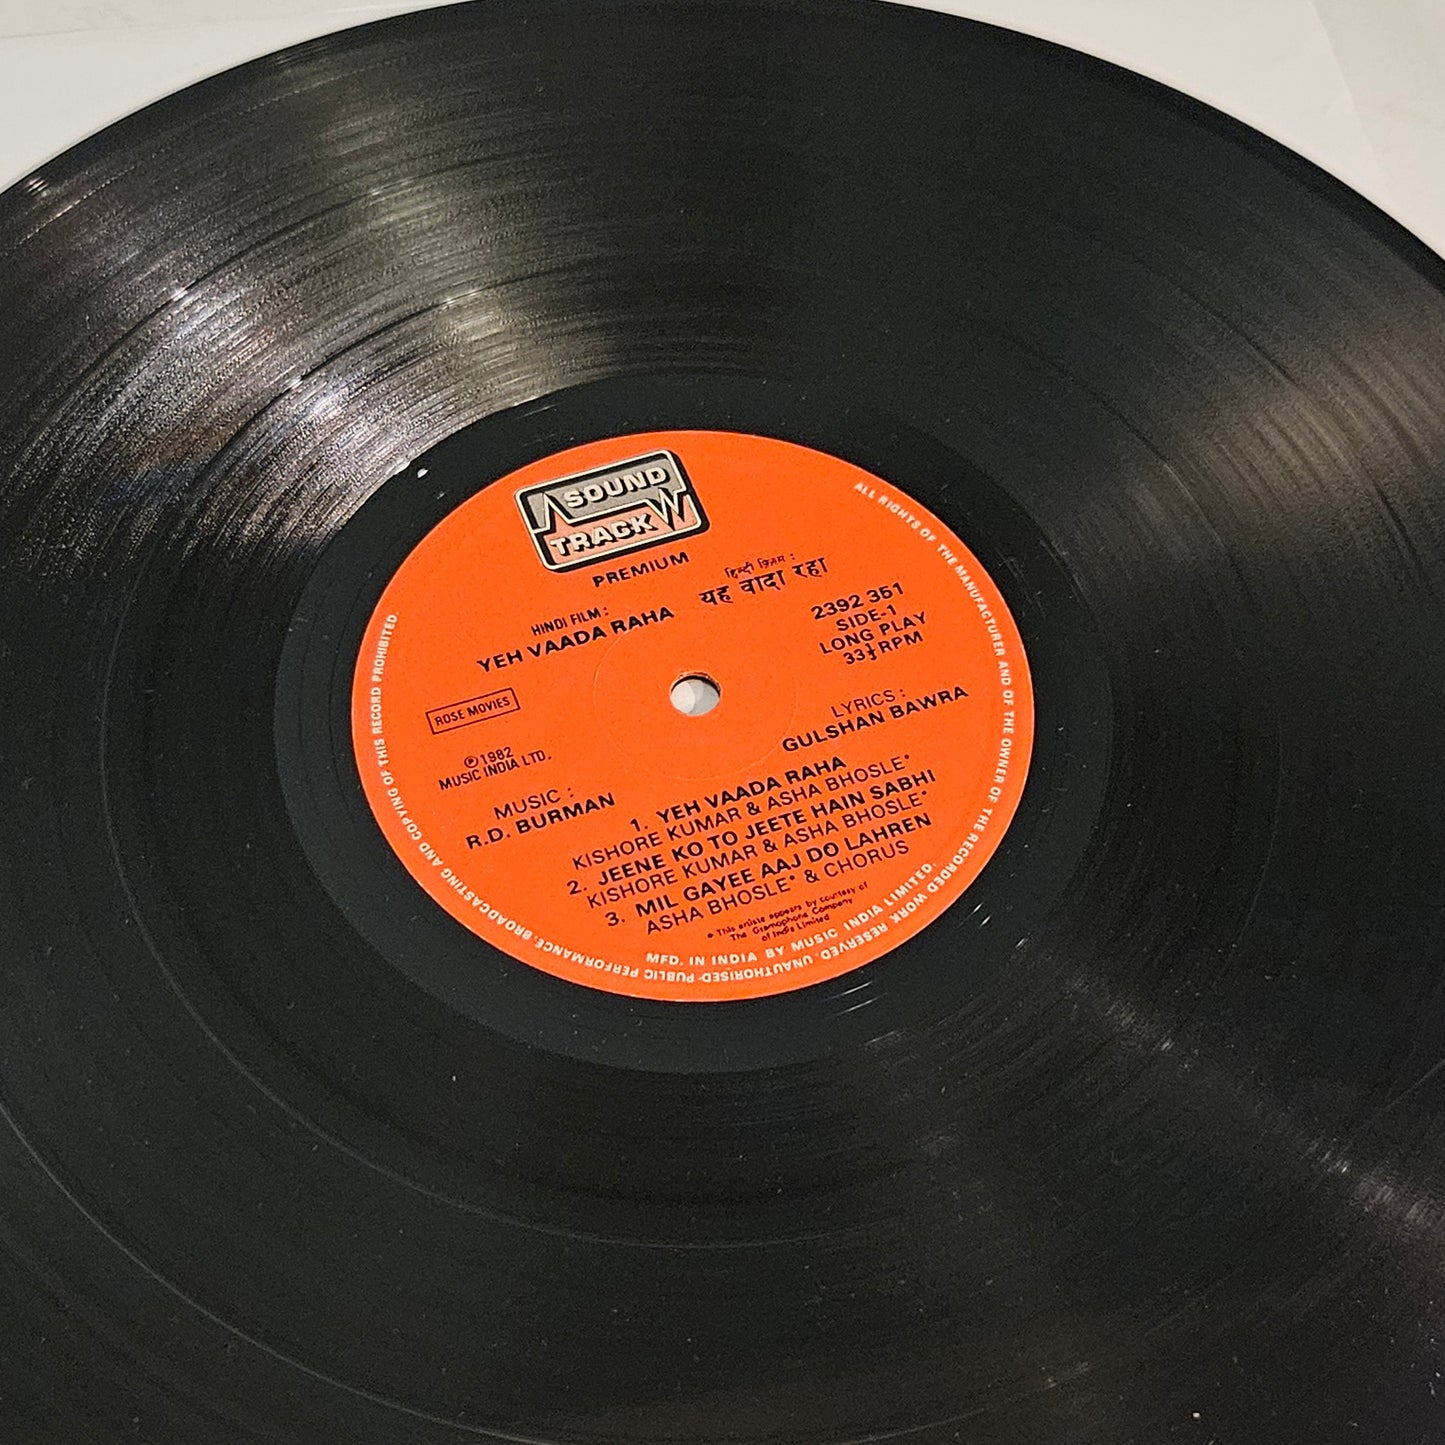 SOUND
TRACK
PREMIUM
HINDI FILM :
YEH VAADA RAHA
हिन्दी फ़िल्म :
यह वादा रहा
2392 351
SIDE-1
LONG PLAY
33⅓ RPM
ROSE MOVIES
℗ 1982
MUSIC INDIA LTD.
LYRICS :
GULSHAN BAWRA
MUSIC :
R.D. BURMAN
1. YEH VAADA RAHA
KISHORE KUMAR & ASHA BHOSLE*
2. JEENE KO TO JEETE HAIN SABHI
KISHORE KUMAR & ASHA BHOSLE*
3. MIL GAYEE AAJ DO LAHREN
ASHA BHOSLE* & CHORUS
* This artiste appears by courtesy of
The Gramophone Company
of India Limited
MFD. IN INDIA BY MUSIC INDIA LIMITED.
ALL RIGHTS OF THE MANUFACTURER AND OF THE OWNER OF THE RECORDED WORK RESERVED. UNAUTHORISED PUBLIC PERFORMANCE, BROADCASTING AND COPYING OF THIS RECORD PROHIBITED